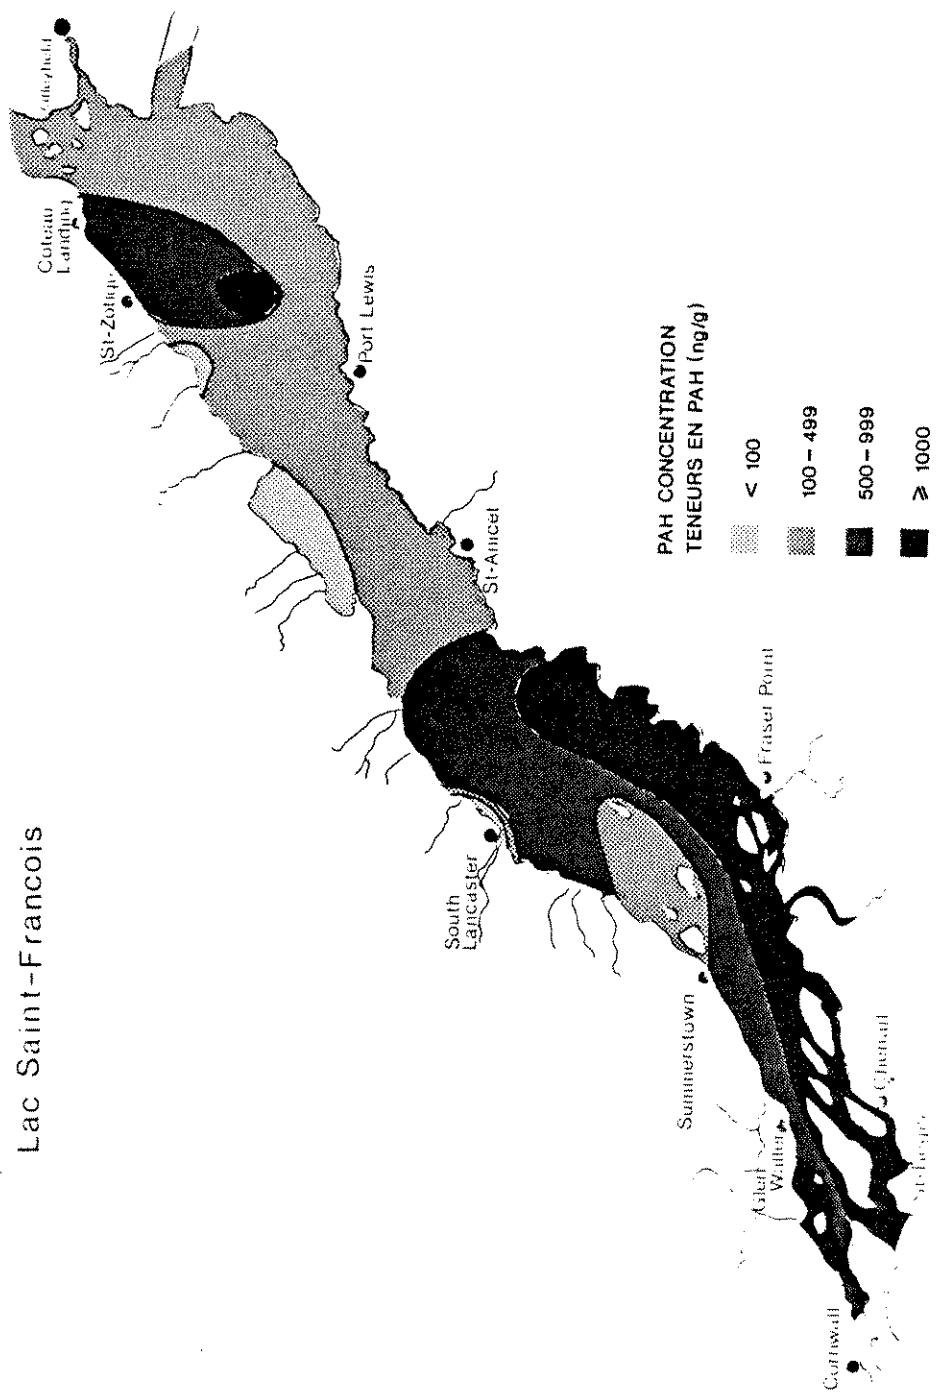 Lac Saint-Francois
Coteau
Landing
St-Zotique
Port Lewis
St-Anicet
South
Lancaster
Summerstown
Fraser Point
Glen
Walter
Chenail
Cornwall
PAH CONCENTRATION
TENEURS EN PAH (ng/g)
< 100
100 - 499
500 - 999
⩾ 1000